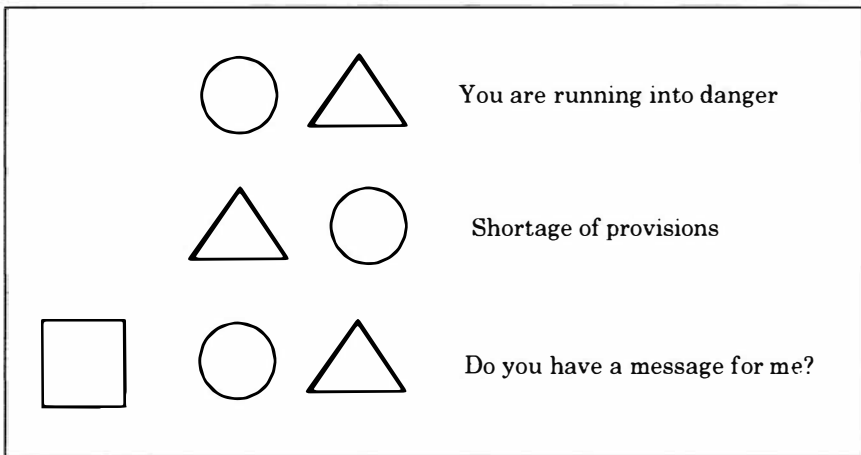 You are running into danger
Shortage of provisions
Do you have a message for me?